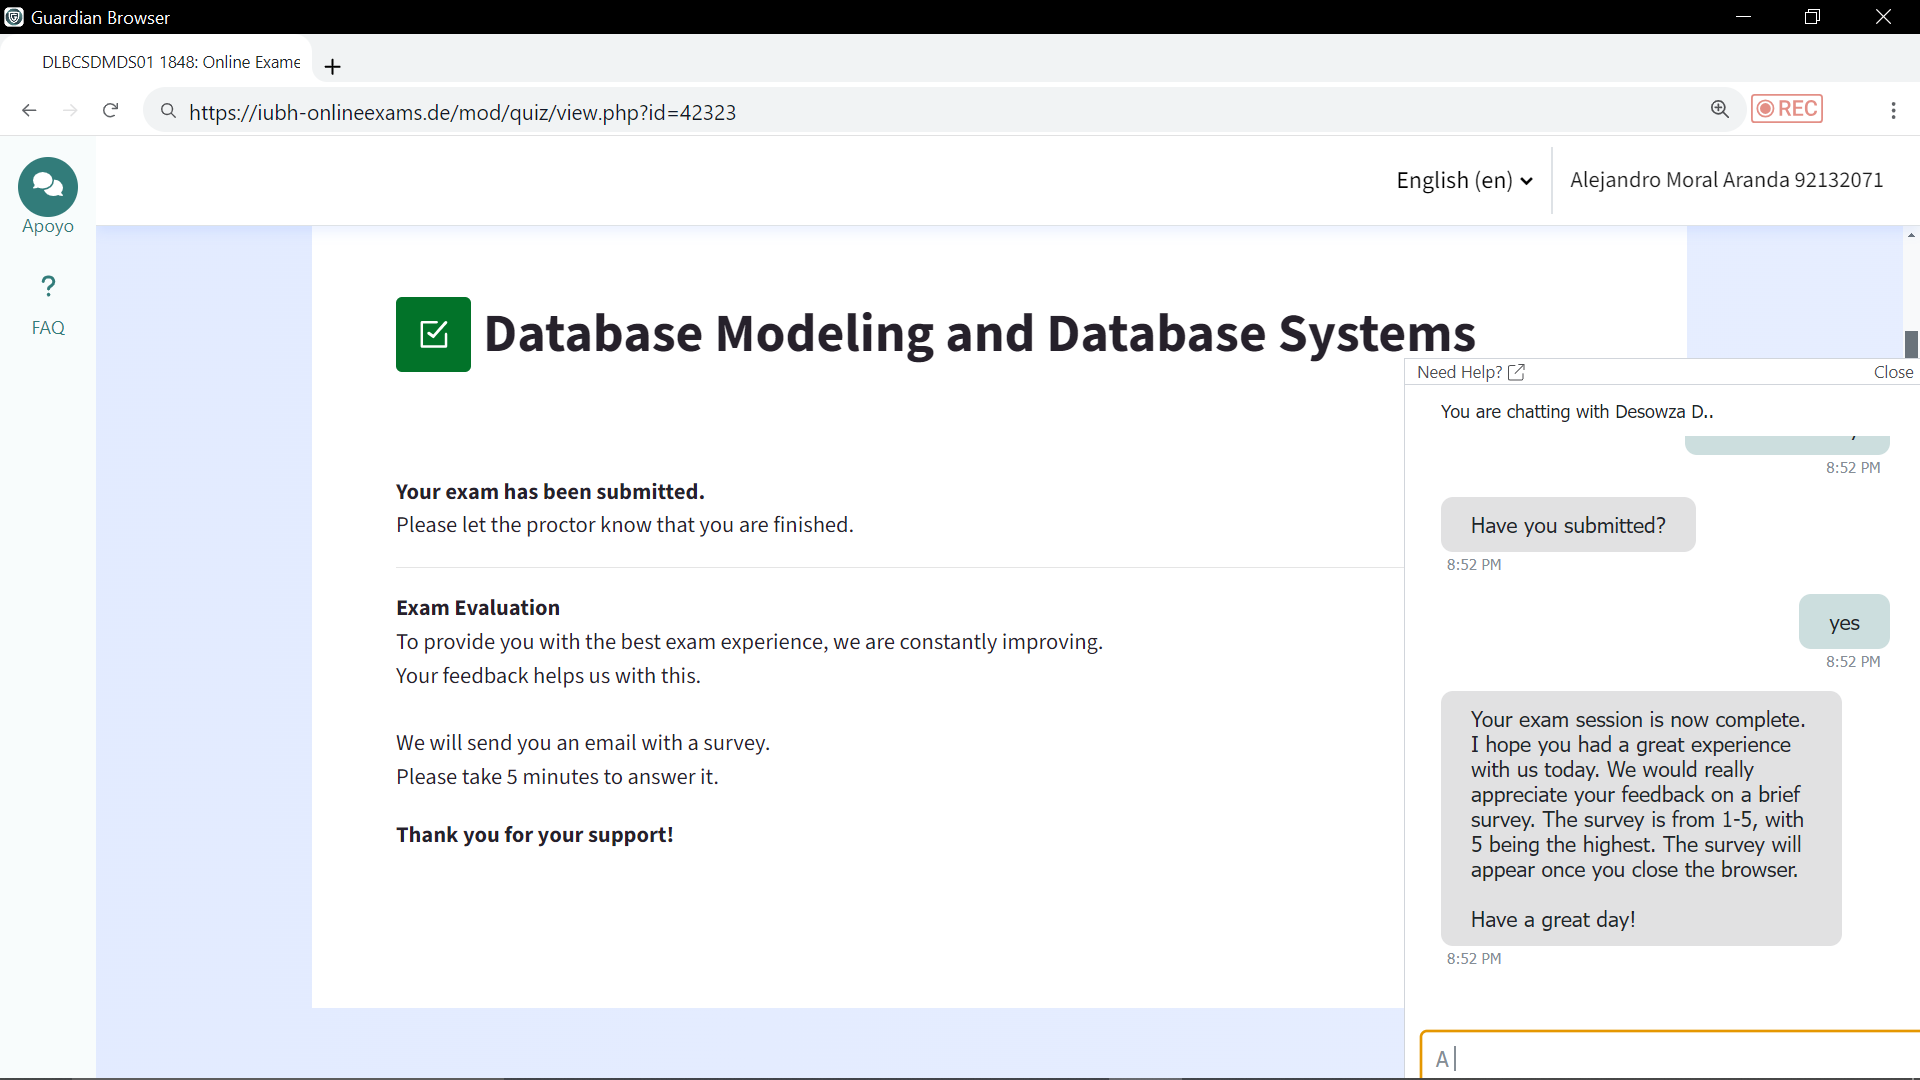 Guardian Browser
DLBCSDMDS01 1848: Online Exame
https://iubh-onlineexams.de/mod/quiz/view.php?id=42323
REC
Apoyo
?
FAQ
English (en)
Alejandro Moral Aranda 92132071
Database Modeling and Database Systems
Your exam has been submitted.
Please let the proctor know that you are finished.
Exam Evaluation
To provide you with the best exam experience, we are constantly improving.
Your feedback helps us with this.
We will send you an email with a survey.
Please take 5 minutes to answer it.
Thank you for your support!
Need Help?
Close
You are chatting with Desowza D..
8:52 PM
Have you submitted?
8:52 PM
yes
8:52 PM
Your exam session is now complete.
I hope you had a great experience
with us today. We would really
appreciate your feedback on a brief
survey. The survey is from 1-5, with
5 being the highest. The survey will
appear once you close the browser.
Have a great day!
8:52 PM
A